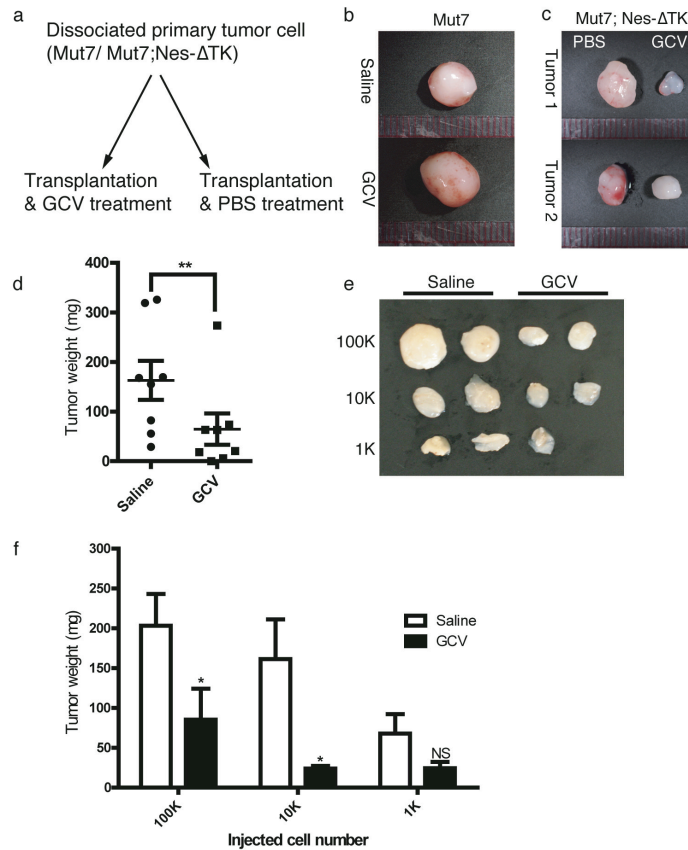 a
Dissociated primary tumor cell
(Mut7/ Mut7;Nes-ΔTK)
Transplantation
& GCV treatment
Transplantation
& PBS treatment
b
Mut7
Saline
GCV
c
Mut7; Nes-ΔTK
PBS GCV
Tumor 1
Tumor 2
d
Tumor weight (mg)
400
300
200
100
0
**
Saline
GCV
e
Saline GCV
100K
10K
1K
f
Tumor weight (mg)
300
250
200
150
100
50
0
*
*
NS
Saline
GCV
100K
10K
1K
Injected cell number